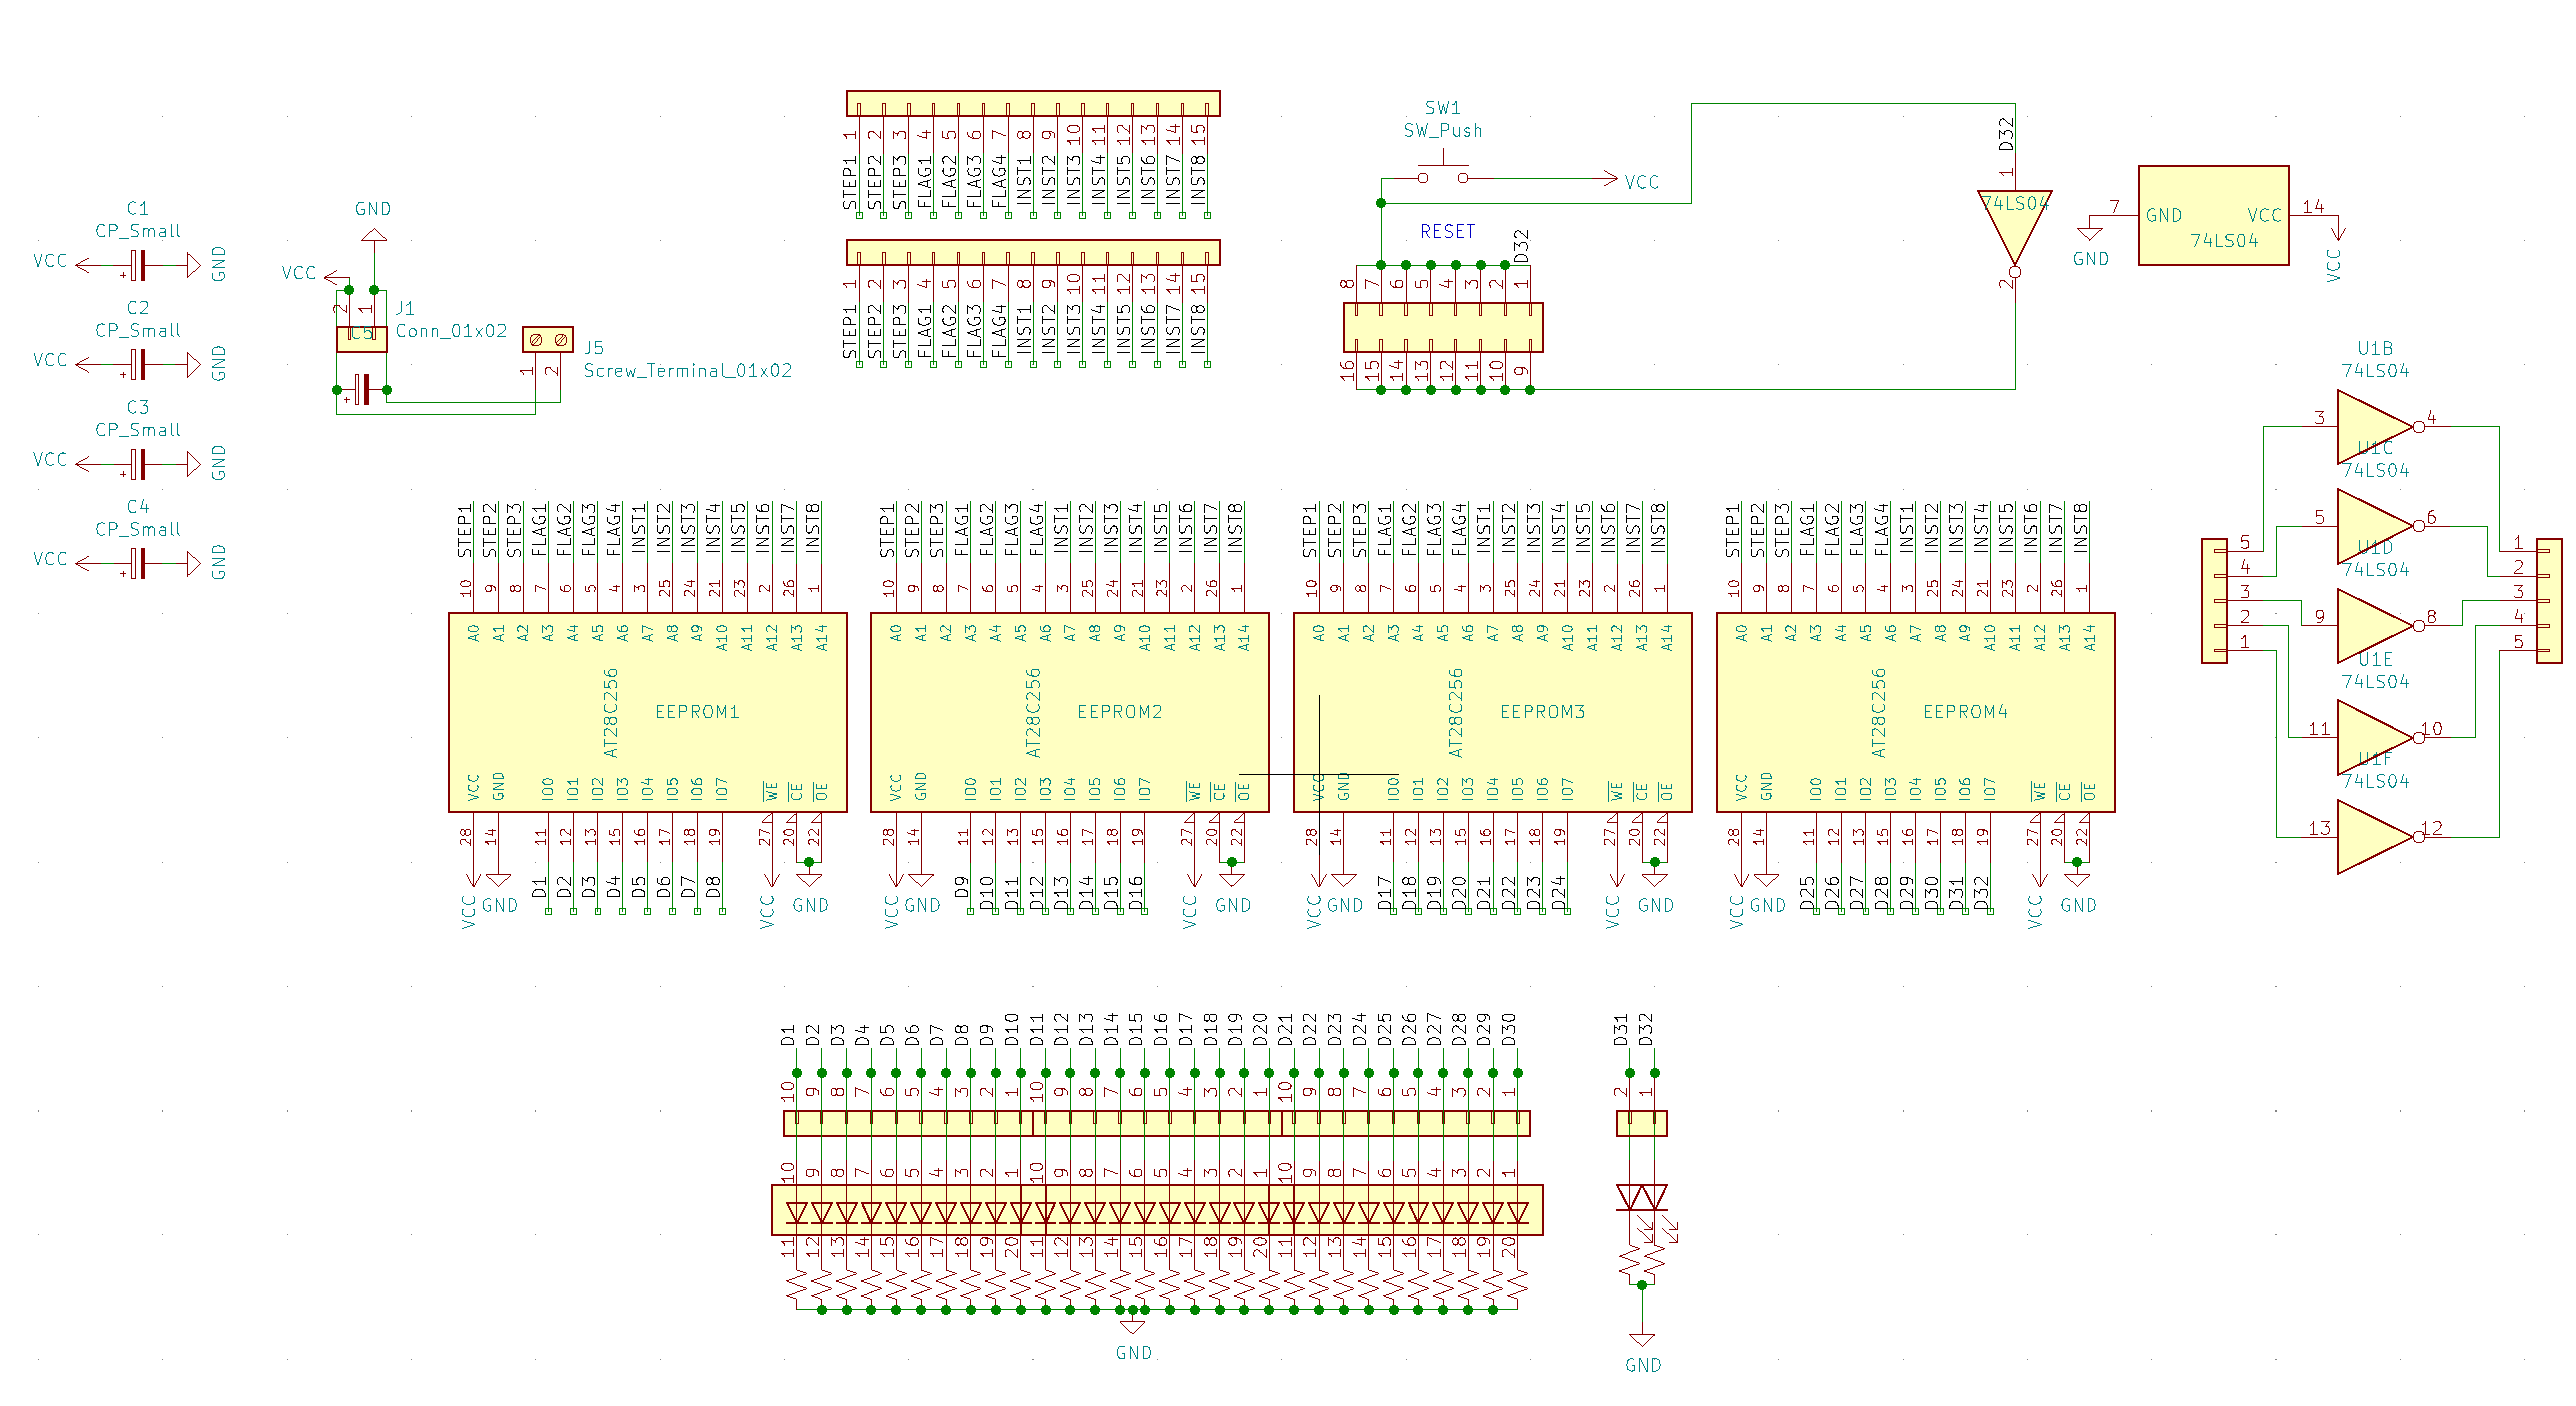 C1
CP_Small
VCC
GND
C2
CP_Small
VCC
GND
C3
CP_Small
VCC
GND
C4
CP_Small
VCC
GND
GND
VCC
2 1
J1
Conn_01x02
C5
J5
Screw_Terminal_01x02
1 2
1 2 3 4 5 6 7 8 9 10 11 12 13 14 15
STEP1 STEP2 STEP3 FLAG1 FLAG2 FLAG3 FLAG4 INST1 INST2 INST3 INST4 INST5 INST6 INST7 INST8
1 2 3 4 5 6 7 8 9 10 11 12 13 14 15
STEP1 STEP2 STEP3 FLAG1 FLAG2 FLAG3 FLAG4 INST1 INST2 INST3 INST4 INST5 INST6 INST7 INST8
SW1
SW_Push
VCC
RESET
D32
8 7 6 5 4 3 2 1
16 15 14 13 12 11 10 9
D32
1
74LS04
2
7 GND VCC 14
74LS04
GND
VCC
STEP1 STEP2 STEP3 FLAG1 FLAG2 FLAG3 FLAG4 INST1 INST2 INST3 INST4 INST5 INST6 INST7 INST8
10 9 8 7 6 5 4 3 25 24 21 23 2 26 1
A0 A1 A2 A3 A4 A5 A6 A7 A8 A9 A10 A11 A12 A13 A14
AT28C256
EEPROM1
VCC GND IO0 IO1 IO2 IO3 IO4 IO5 IO6 IO7 WE CE OE
28 14 11 12 13 15 16 17 18 19 27 20 22
VCC GND D1 D2 D3 D4 D5 D6 D7 D8 VCC GND
STEP1 STEP2 STEP3 FLAG1 FLAG2 FLAG3 FLAG4 INST1 INST2 INST3 INST4 INST5 INST6 INST7 INST8
10 9 8 7 6 5 4 3 25 24 21 23 2 26 1
A0 A1 A2 A3 A4 A5 A6 A7 A8 A9 A10 A11 A12 A13 A14
AT28C256
EEPROM2
VCC GND IO0 IO1 IO2 IO3 IO4 IO5 IO6 IO7 WE CE OE
28 14 11 12 13 15 16 17 18 19 27 20 22
VCC GND D9 D10 D11 D12 D13 D14 D15 D16 VCC GND
STEP1 STEP2 STEP3 FLAG1 FLAG2 FLAG3 FLAG4 INST1 INST2 INST3 INST4 INST5 INST6 INST7 INST8
10 9 8 7 6 5 4 3 25 24 21 23 2 26 1
A0 A1 A2 A3 A4 A5 A6 A7 A8 A9 A10 A11 A12 A13 A14
AT28C256
EEPROM3
VCC GND IO0 IO1 IO2 IO3 IO4 IO5 IO6 IO7 WE CE OE
28 14 11 12 13 15 16 17 18 19 27 20 22
VCC GND D17 D18 D19 D20 D21 D22 D23 D24 VCC GND
STEP1 STEP2 STEP3 FLAG1 FLAG2 FLAG3 FLAG4 INST1 INST2 INST3 INST4 INST5 INST6 INST7 INST8
10 9 8 7 6 5 4 3 25 24 21 23 2 26 1
A0 A1 A2 A3 A4 A5 A6 A7 A8 A9 A10 A11 A12 A13 A14
AT28C256
EEPROM4
VCC GND IO0 IO1 IO2 IO3 IO4 IO5 IO6 IO7 WE CE OE
28 14 11 12 13 15 16 17 18 19 27 20 22
VCC GND D25 D26 D27 D28 D29 D30 D31 D32 VCC GND
U1B
74LS04
3 4
U1C
74LS04
5 6
U1D
74LS04
9 8
U1E
74LS04
11 10
U1F
74LS04
13 12
5
4
3
2
1
1
2
3
4
5
D1 D2 D3 D4 D5 D6 D7 D8 D9 D10 D11 D12 D13 D14 D15 D16 D17 D18 D19 D20 D21 D22 D23 D24 D25 D26 D27 D28 D29 D30
10 9 8 7 6 5 4 3 2 1 10 9 8 7 6 5 4 3 2 1 10 9 8 7 6 5 4 3 2 1
10 9 8 7 6 5 4 3 2 1 10 9 8 7 6 5 4 3 2 1 10 9 8 7 6 5 4 3 2 1
11 12 13 14 15 16 17 18 19 20 11 12 13 14 15 16 17 18 19 20 11 12 13 14 15 16 17 18 19 20
GND
D31 D32
2 1
GND